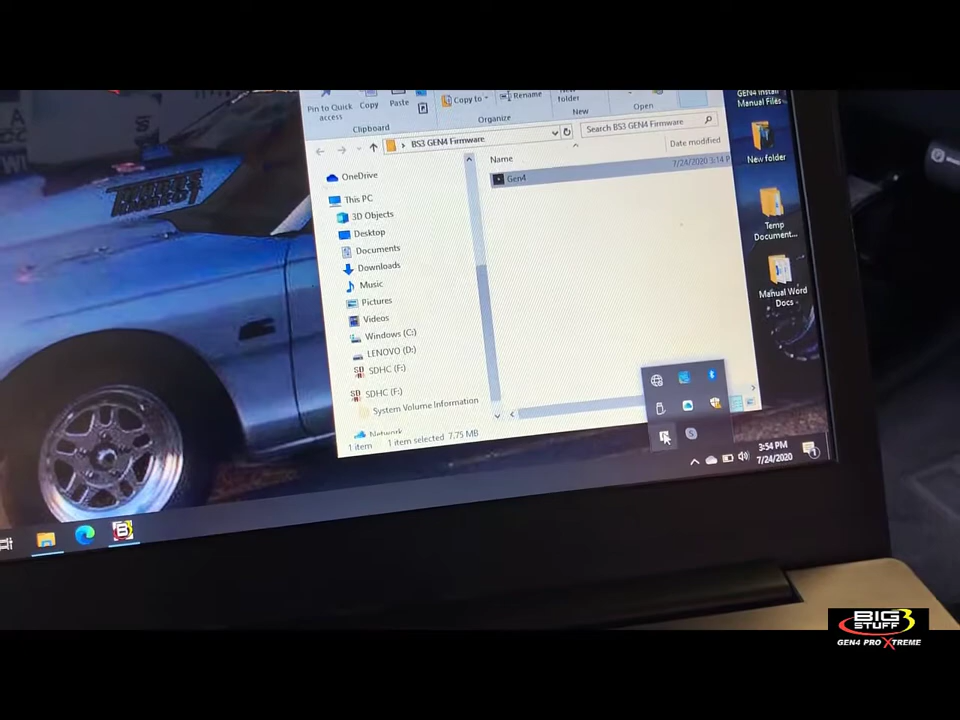 Pin to Quick
access
Copy
Paste
Clipboard
Copy to
Rename
Organize
folder
New
Open
GEN4 Install
Manual Files
BS3 GEN4 Firmware
Search BS3 GEN4 Firmware
Name
Date modified
Gen4
7/24/2020 3:14 P
OneDrive
This PC
3D Objects
Desktop
Documents
Downloads
Music
Pictures
Videos
Windows (C:)
LENOVO (D:)
SDHC (F:)
SDHC (F:)
System Volume Information
Network
1 item
1 item selected 7.75 MB
New folder
Temp
Document...
Manual Word
Docs
3:54 PM
7/24/2020
1
BIG
STUFF 3
GEN4 PRO XTREME